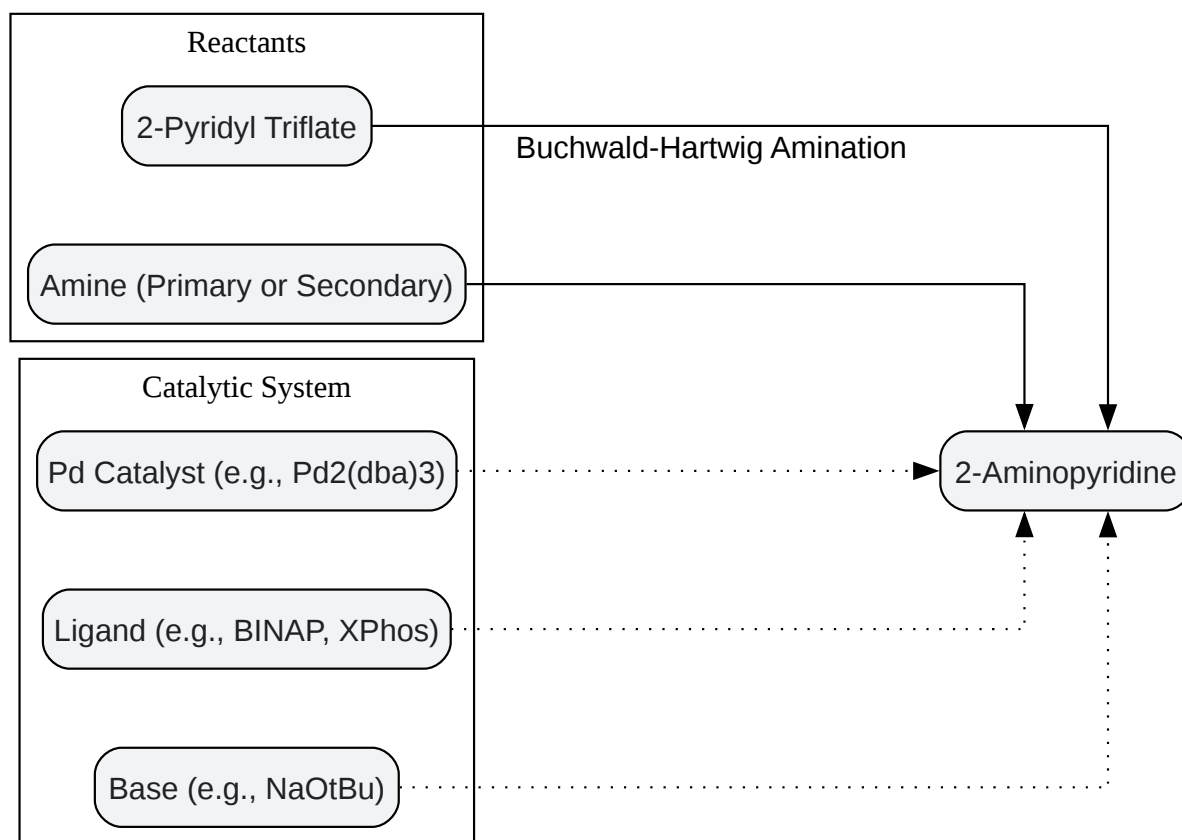 Reactants
2-Pyridyl Triflate
Buchwald-Hartwig Amination
Amine (Primary or Secondary)
Catalytic System
Pd Catalyst (e.g., Pd2(dba)3)
2-Aminopyridine
Ligand (e.g., BINAP, XPhos)
Base (e.g., NaOtBu)